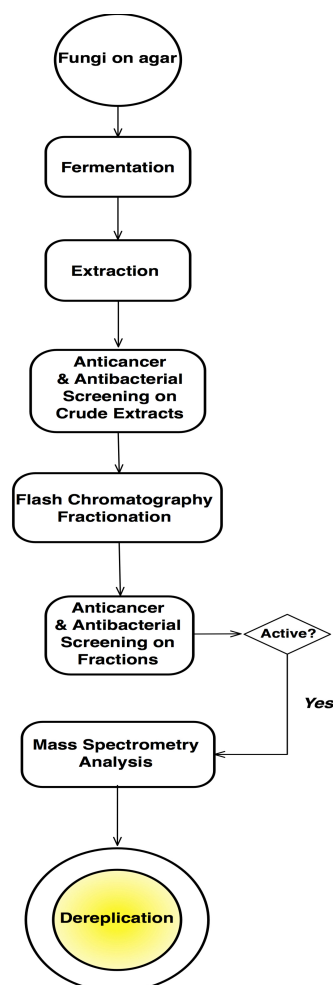 Fungi on agar
Fermentation
Extraction
Anticancer
& Antibacterial
Screening on
Crude Extracts
Flash Chromatography
Fractionation
Anticancer
& Antibacterial
Screening on
Fractions
Active?
Yes
Mass Spectrometry
Analysis
Dereplication